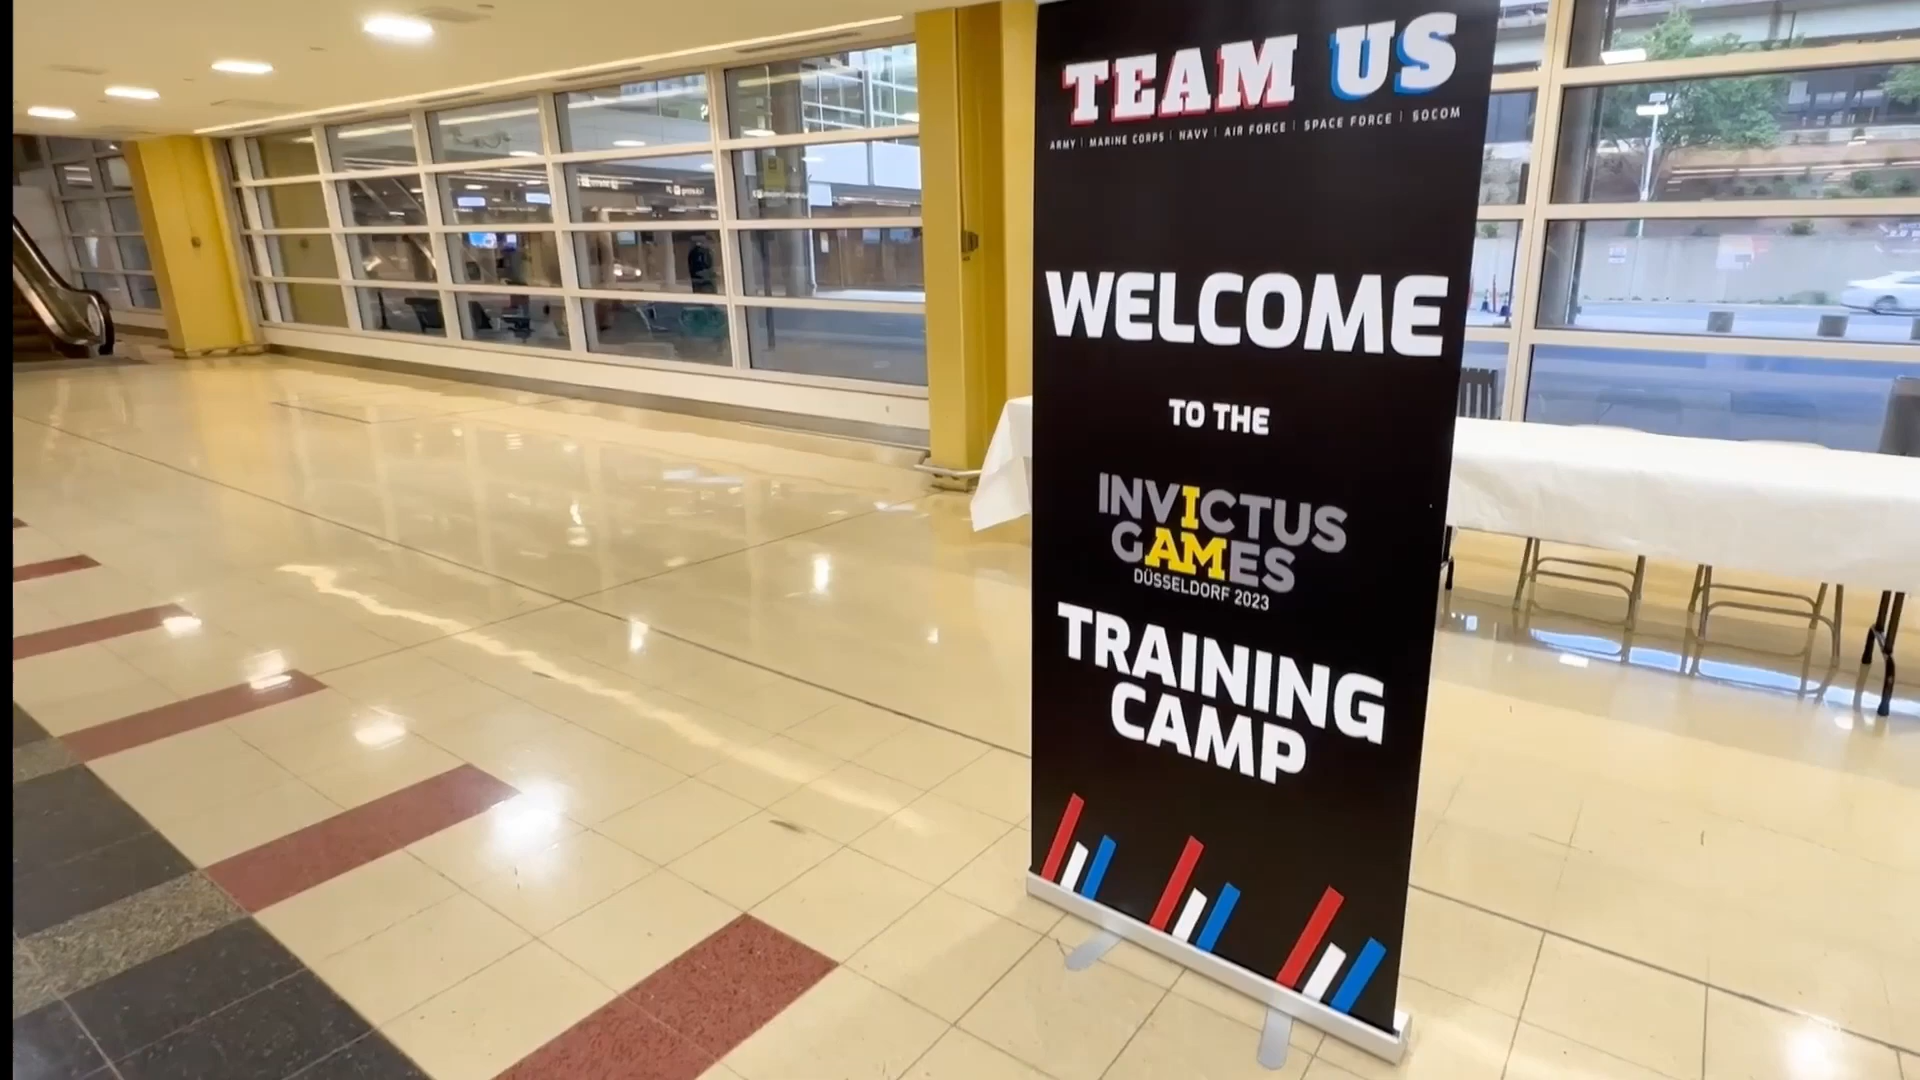 TEAM US
ARMY | MARINE CORPS | NAVY | AIR FORCE | SPACE FORCE | SOCOM
WELCOME
TO THE
INVICTUS
GAMES
DÜSSELDORF 2023
TRAINING
CAMP